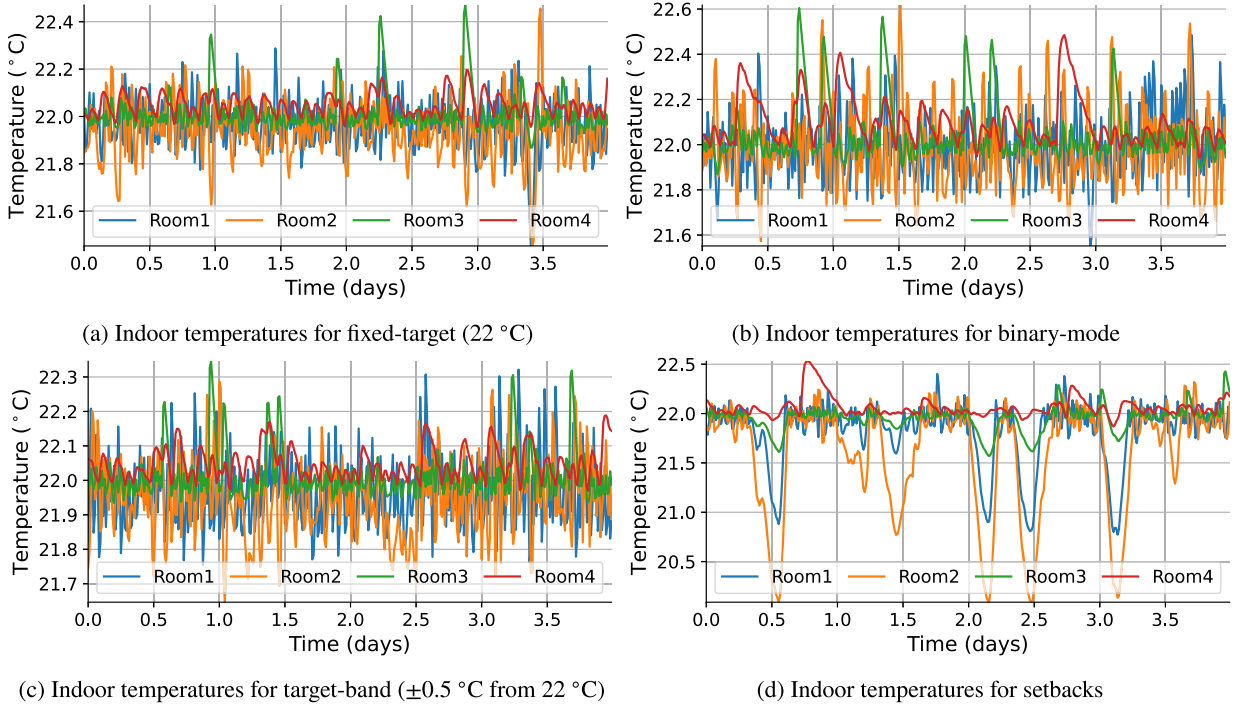 22.4
22.2
22.0
21.8
21.6
Temperature (°C)
Room1 Room2 Room3 Room4
0.0 0.5 1.0 1.5 2.0 2.5 3.0 3.5
Time (days)
(a) Indoor temperatures for fixed-target (22 °C)
22.6
22.4
22.2
22.0
21.8
21.6
Temperature (°C)
Room1 Room2 Room3 Room4
0.0 0.5 1.0 1.5 2.0 2.5 3.0 3.5
Time (days)
(b) Indoor temperatures for binary-mode
22.3
22.2
22.1
22.0
21.9
21.8
21.7
Temperature (°C)
Room1 Room2 Room3 Room4
0.0 0.5 1.0 1.5 2.0 2.5 3.0 3.5
Time (days)
(c) Indoor temperatures for target-band (±0.5 °C from 22 °C)
22.5
22.0
21.5
21.0
20.5
Temperature (°C)
Room1 Room2 Room3 Room4
0.0 0.5 1.0 1.5 2.0 2.5 3.0 3.5
Time (days)
(d) Indoor temperatures for setbacks